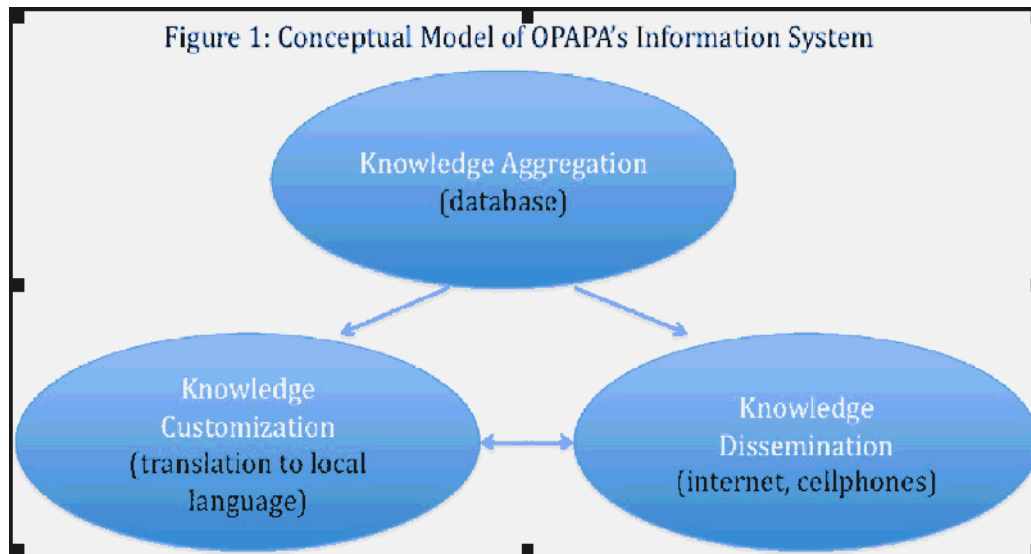 Figure 1: Conceptual Model of OPAPA's Information System
Knowledge Aggregation
(database)
Knowledge
Customization
(translation to local
language)
Knowledge
Dissemination
(internet, cellphones)